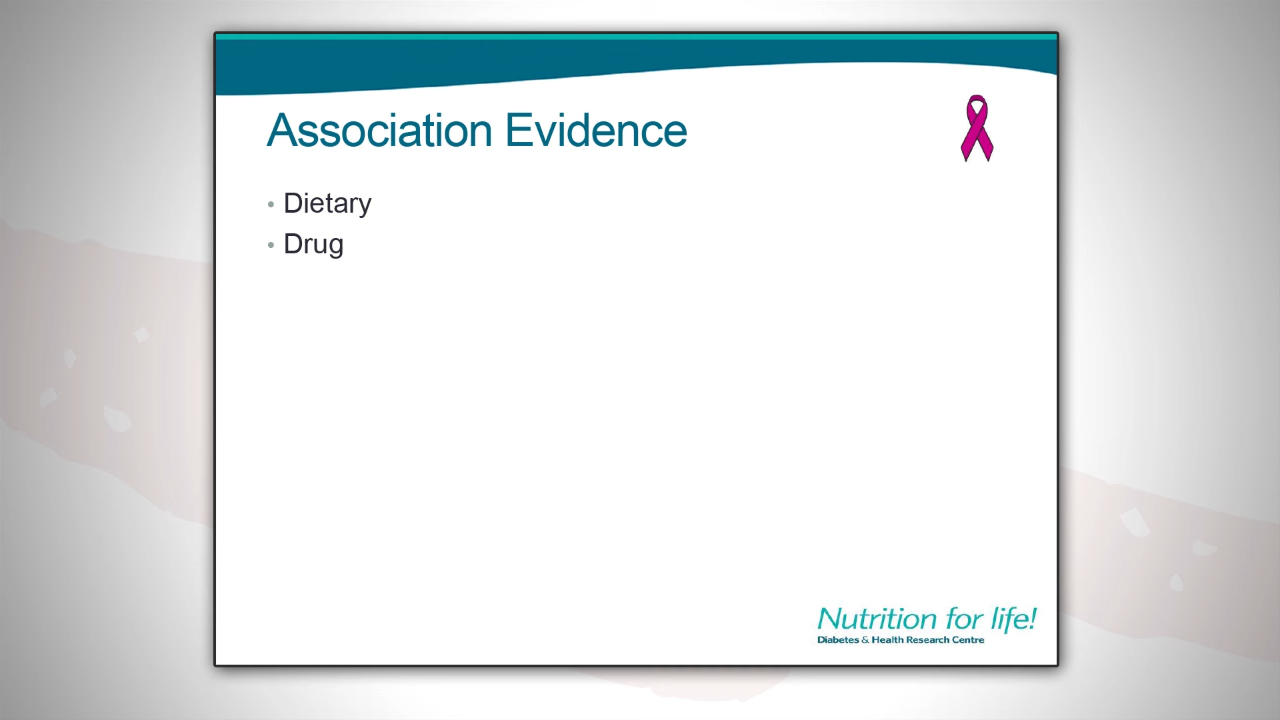 Association Evidence
• Dietary
• Drug
Nutrition for life!
Diabetes & Health Research Centre